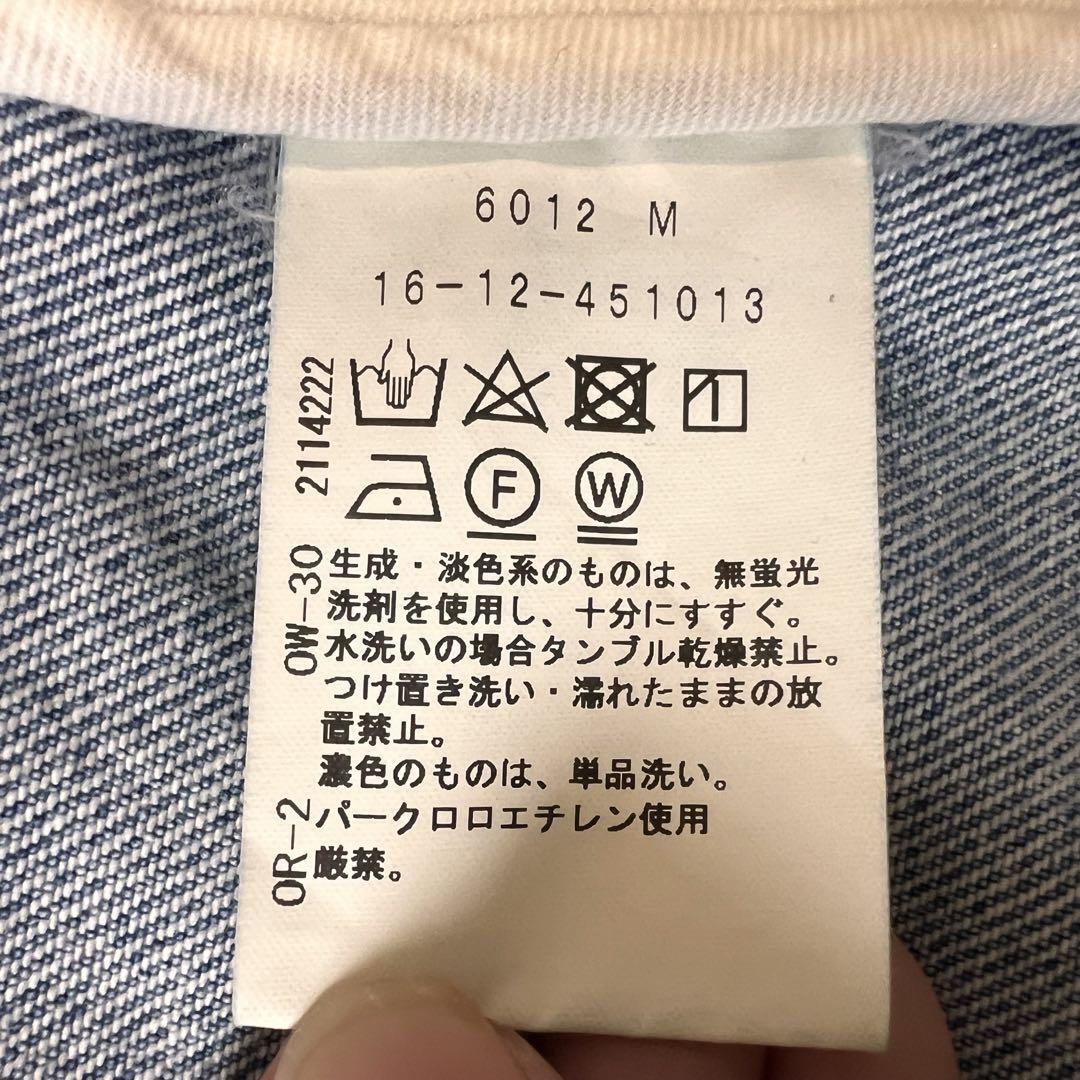 6012 M
16-12-451013
2114222
F
W
0W-30
生成・淡色系のものは、無蛍光
洗剤を使用し、十分にすすぐ。
水洗いの場合タンブル乾燥禁止。
つけ置き洗い・濡れたままの放
置禁止。
濃色のものは、単品洗い。
0R-2
パークロロエチレン使用
厳禁。